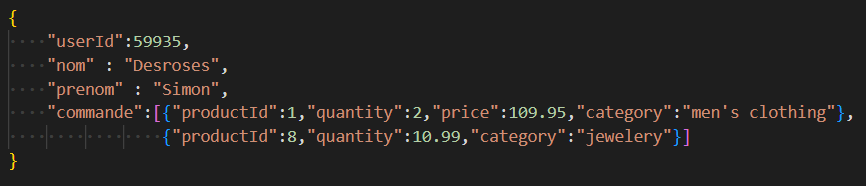 {
"userId":59935,
"nom" : "Desroses",
"prenom" : "Simon",
"commande":[{"productId":1,"quantity":2,"price":109.95,"category":"men's clothing"},
{"productId":8,"quantity":10.99,"category":"jewelery"}]
}